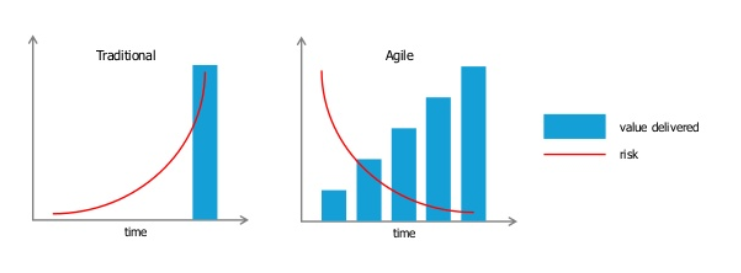 Traditional
time
Agile
time
value delivered
risk